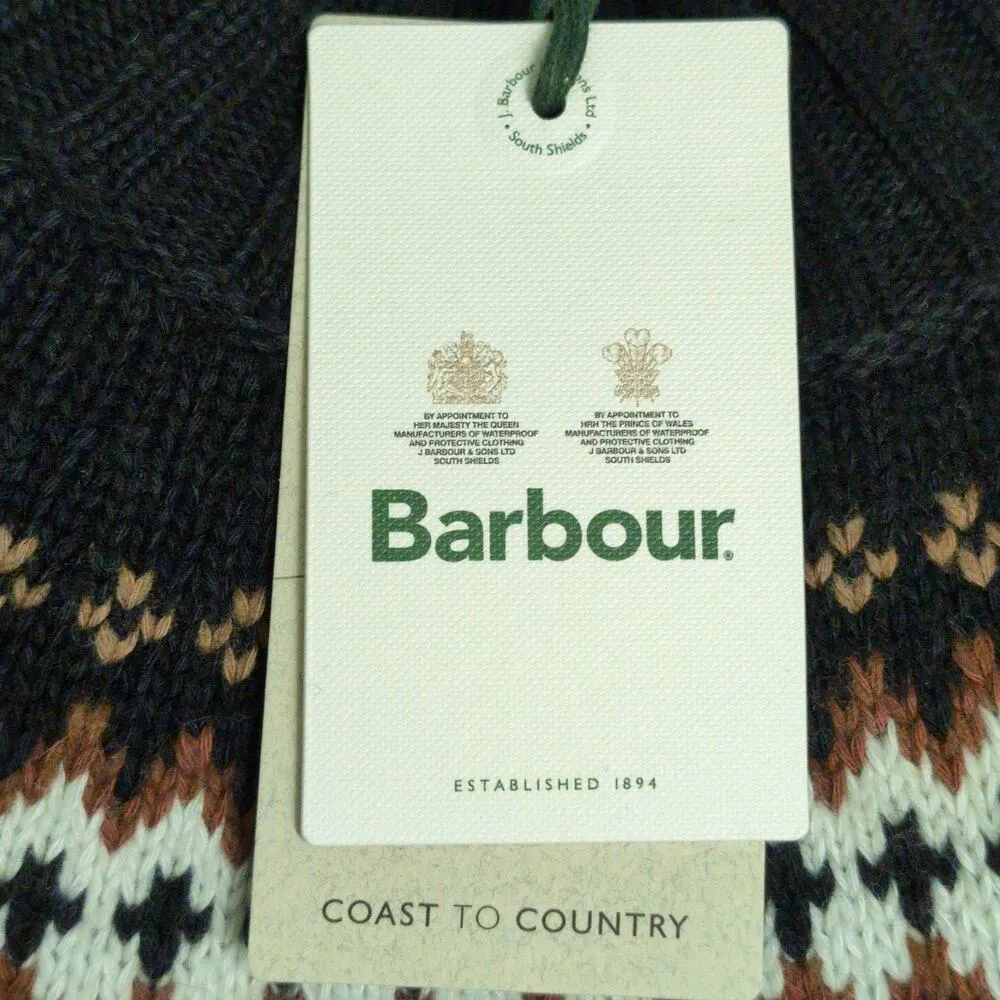 J. Barbour ons Ltd
• South Shields •
BY APPOINTMENT TO
HER MAJESTY THE QUEEN
MANUFACTURERS OF WATERPROOF
AND PROTECTIVE CLOTHING
J BARBOUR & SONS LTD
SOUTH SHIELDS
BY APPOINTMENT TO
HRH THE PRINCE OF WALES
MANUFACTURERS OF WATERPROOF
AND PROTECTIVE CLOTHING
J BARBOUR & SONS LTD
SOUTH SHIELDS
Barbour®
ESTABLISHED 1894
COAST TO COUNTRY